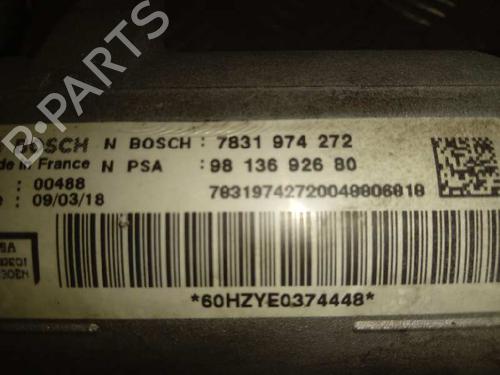 BOSCH N BOSCH : 7831 974 272
de in France N PSA : 98 136 926 80
: 00488 78319742720048806818
: 09/03/18
*60HZYE0374448*
B-PARTS